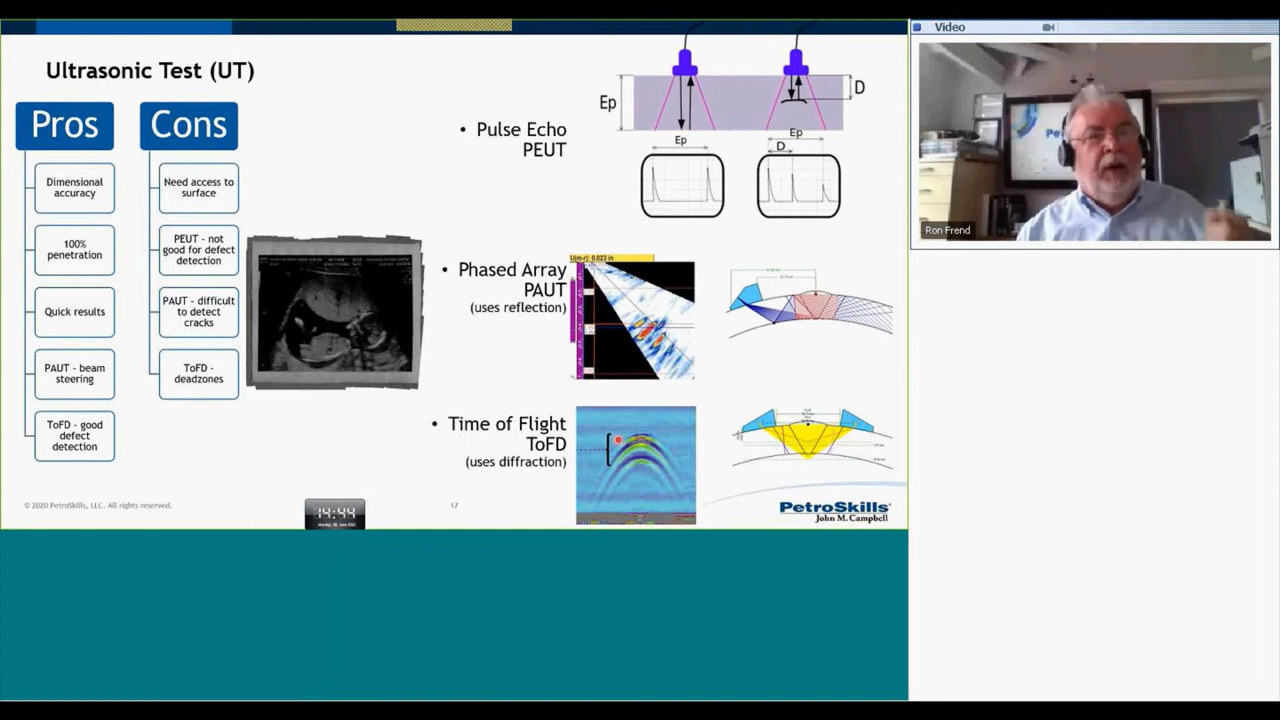 Ultrasonic Test (UT)
Pros
Cons
Dimensional
accuracy
100%
penetration
Quick results
PAUT - beam
steering
ToFD - good
defect
detection
Need access to
surface
PEUT - not
good for defect
detection
PAUT - difficult
to detect
cracks
ToFD -
deadzones
• Pulse Echo
PEUT
Ep
D
Ep
Ep
D
• Phased Array
PAUT
(uses reflection)
U(m-r): 0.023 in
• Time of Flight
ToFD
(uses diffraction)
© 2020 PetroSkills, LLC. All rights reserved.
14:44
17
PetroSkills
John M. Campbell
Video
Ron Frend